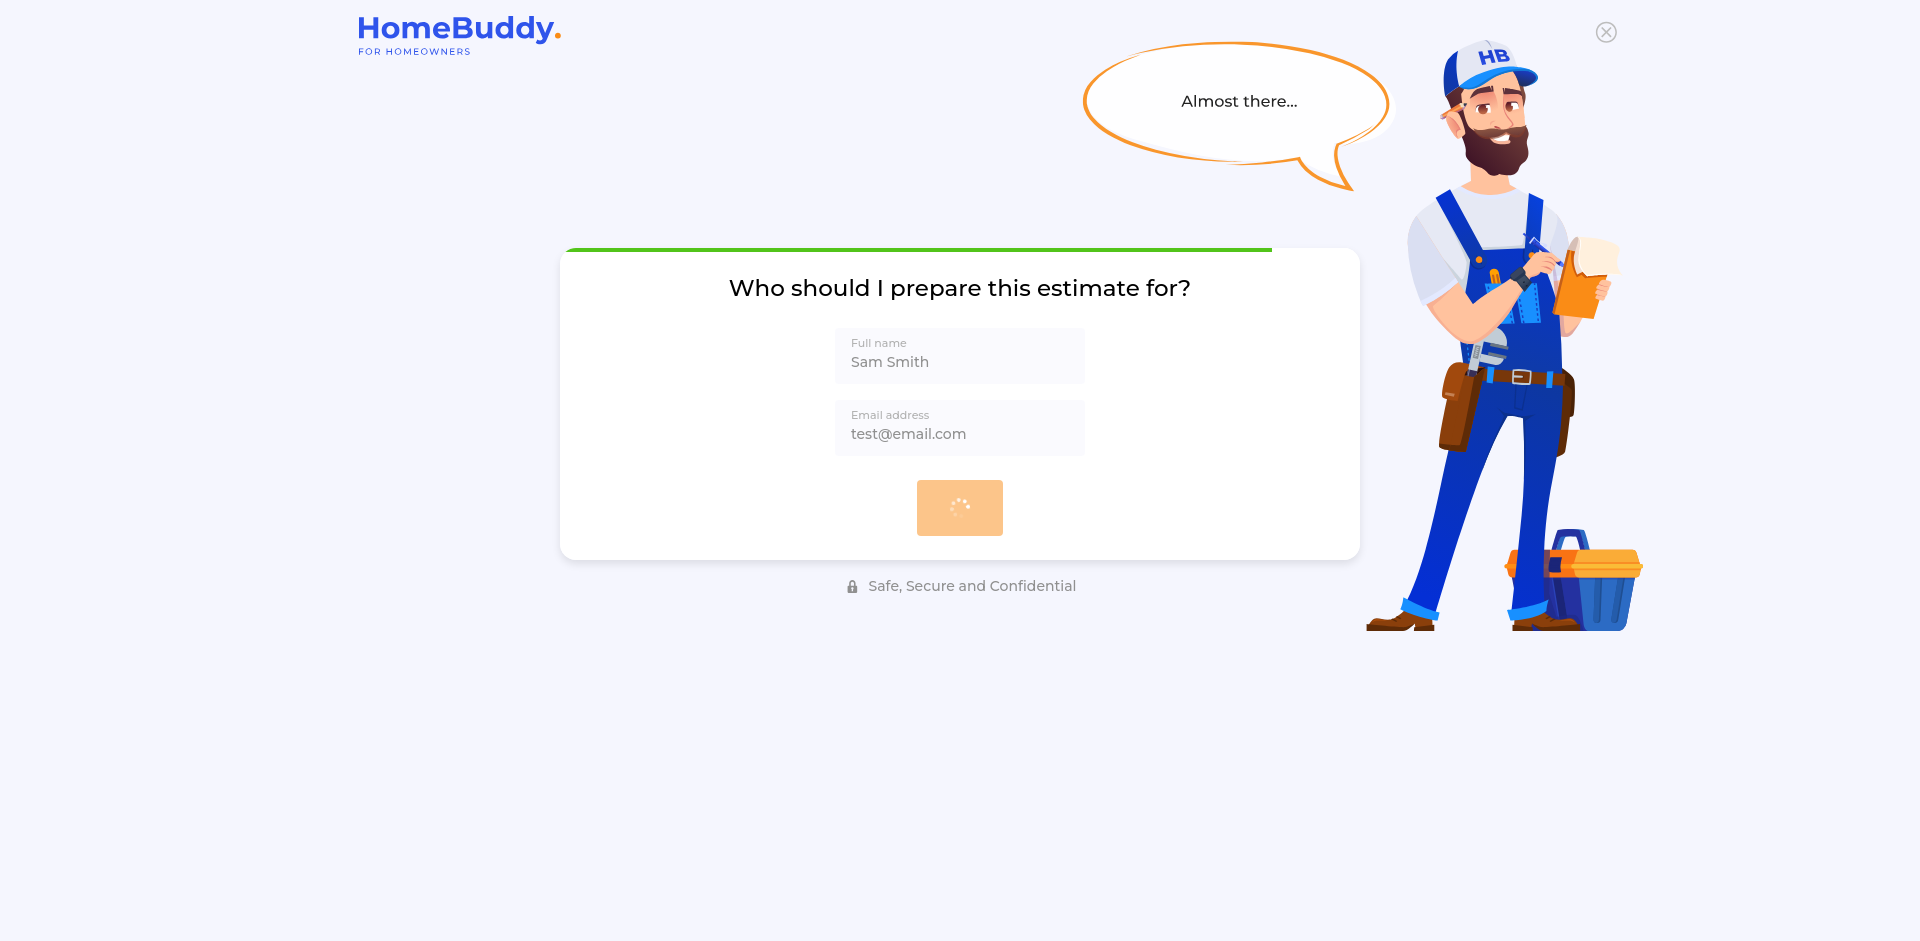 HomeBuddy.
FOR HOMEOWNERS
HB
Almost there...
Who should I prepare this estimate for?
Full name
Sam Smith
Email address
test@email.com
Safe, Secure and Confidential